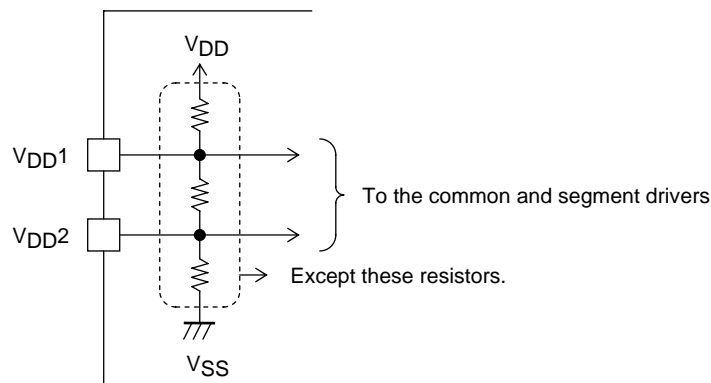 VDD
VDD1
To the common and segment drivers
VDD2
Except these resistors.
VSS